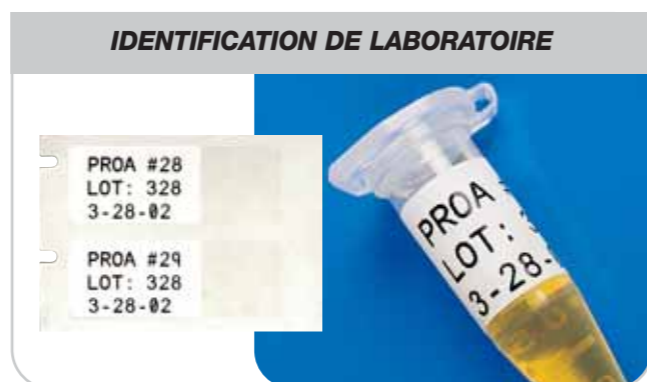 IDENTIFICATION DE LABORATOIRE
PROA #28
LOT: 328
3-28-02
PROA #29
LOT: 328
3-28-02
PROA
LOT:
3-28-